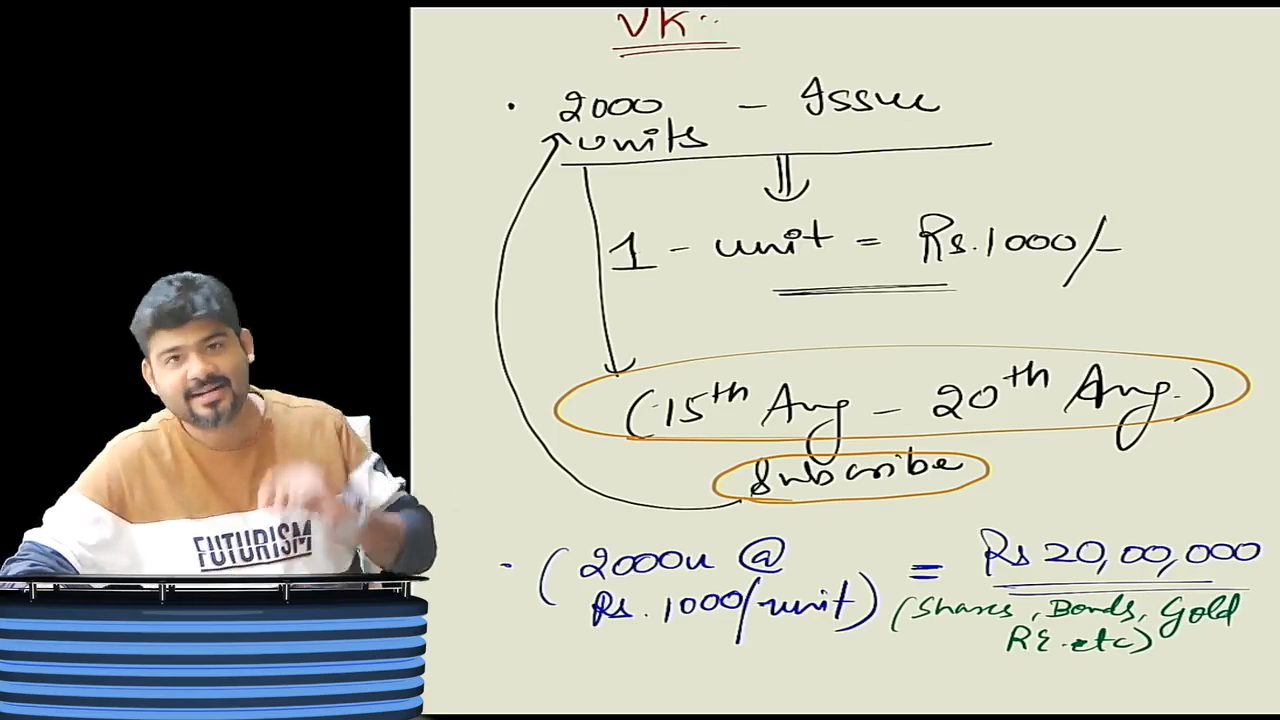 VK
· 2000 - Issue
units
1 - unit = Rs.1000/-
(15th Aug - 20th Aug.)
Subscribe
- (2000u @ = Rs 20,00,000
Rs. 1000/unit) (Shares, Bonds, Gold
RE. etc)
FUTURISM